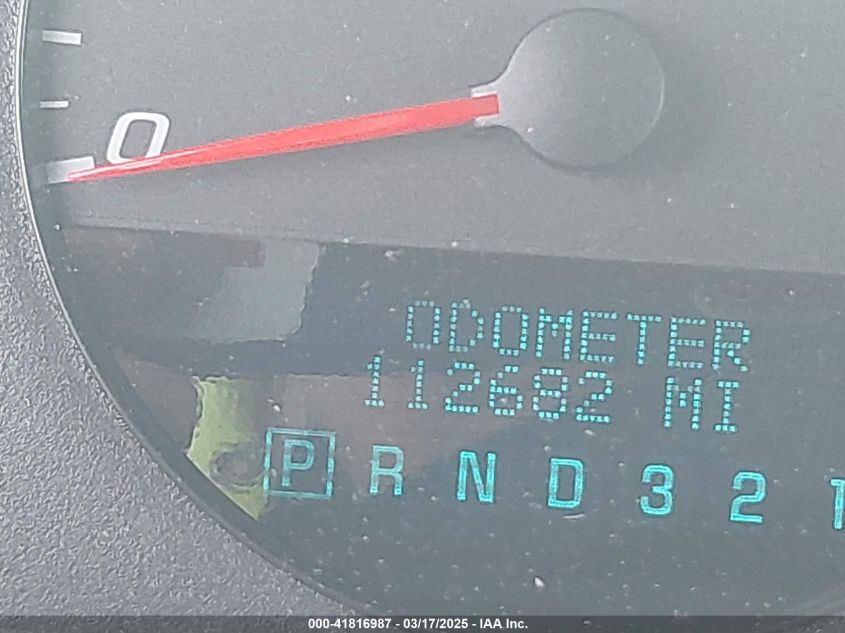 0
ODOMETER
112682 MI
P R N D 3 2 1
000-41816987 - 03/17/2025 - IAA Inc.